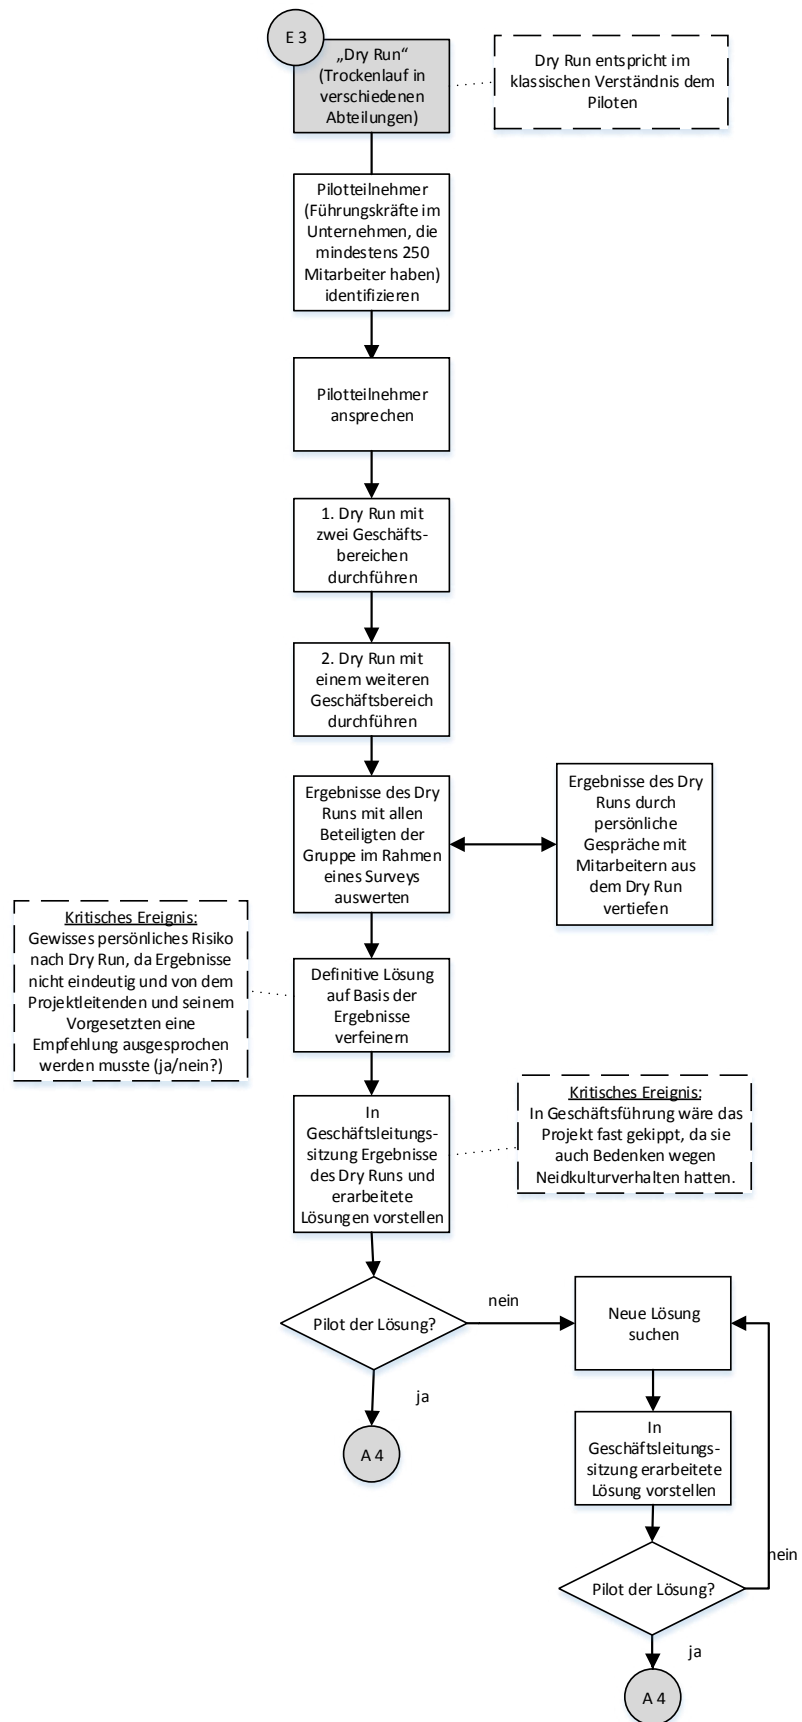 E 3
„Dry Run“
(Trockenlauf in
verschiedenen
Abteilungen)
Dry Run entspricht im
klassischen Verständnis dem
Piloten
Pilotteilnehmer
(Führungskräfte im
Unternehmen, die
mindestens 250
Mitarbeiter haben)
identifizieren
Pilotteilnehmer
ansprechen
1. Dry Run mit
zwei Geschäfts-
bereichen
durchführen
2. Dry Run mit
einem weiteren
Geschäftsbereich
durchführen
Ergebnisse des Dry
Runs mit allen
Beteiligten der
Gruppe im Rahmen
eines Surveys
auswerten
Ergebnisse des Dry
Runs durch
persönliche
Gespräche mit
Mitarbeitern aus
dem Dry Run
vertiefen
Kritisches Ereignis:
Gewisses persönliches Risiko
nach Dry Run, da Ergebnisse
nicht eindeutig und von dem
Projektleitenden und seinem
Vorgesetzten eine
Empfehlung ausgesprochen
werden musste (ja/nein?)
Definitive Lösung
auf Basis der
Ergebnisse
verfeinern
In
Geschäftsleitungs-
sitzung Ergebnisse
des Dry Runs und
erarbeitete
Lösungen vorstellen
Kritisches Ereignis:
In Geschäftsführung wäre das
Projekt fast gekippt, da sie
auch Bedenken wegen
Neidkulturverhalten hatten.
Pilot der Lösung?
nein
Neue Lösung
suchen
ja
A 4
In
Geschäftsleitungs-
sitzung erarbeitete
Lösung vorstellen
Pilot der Lösung?
nein
ja
A 4